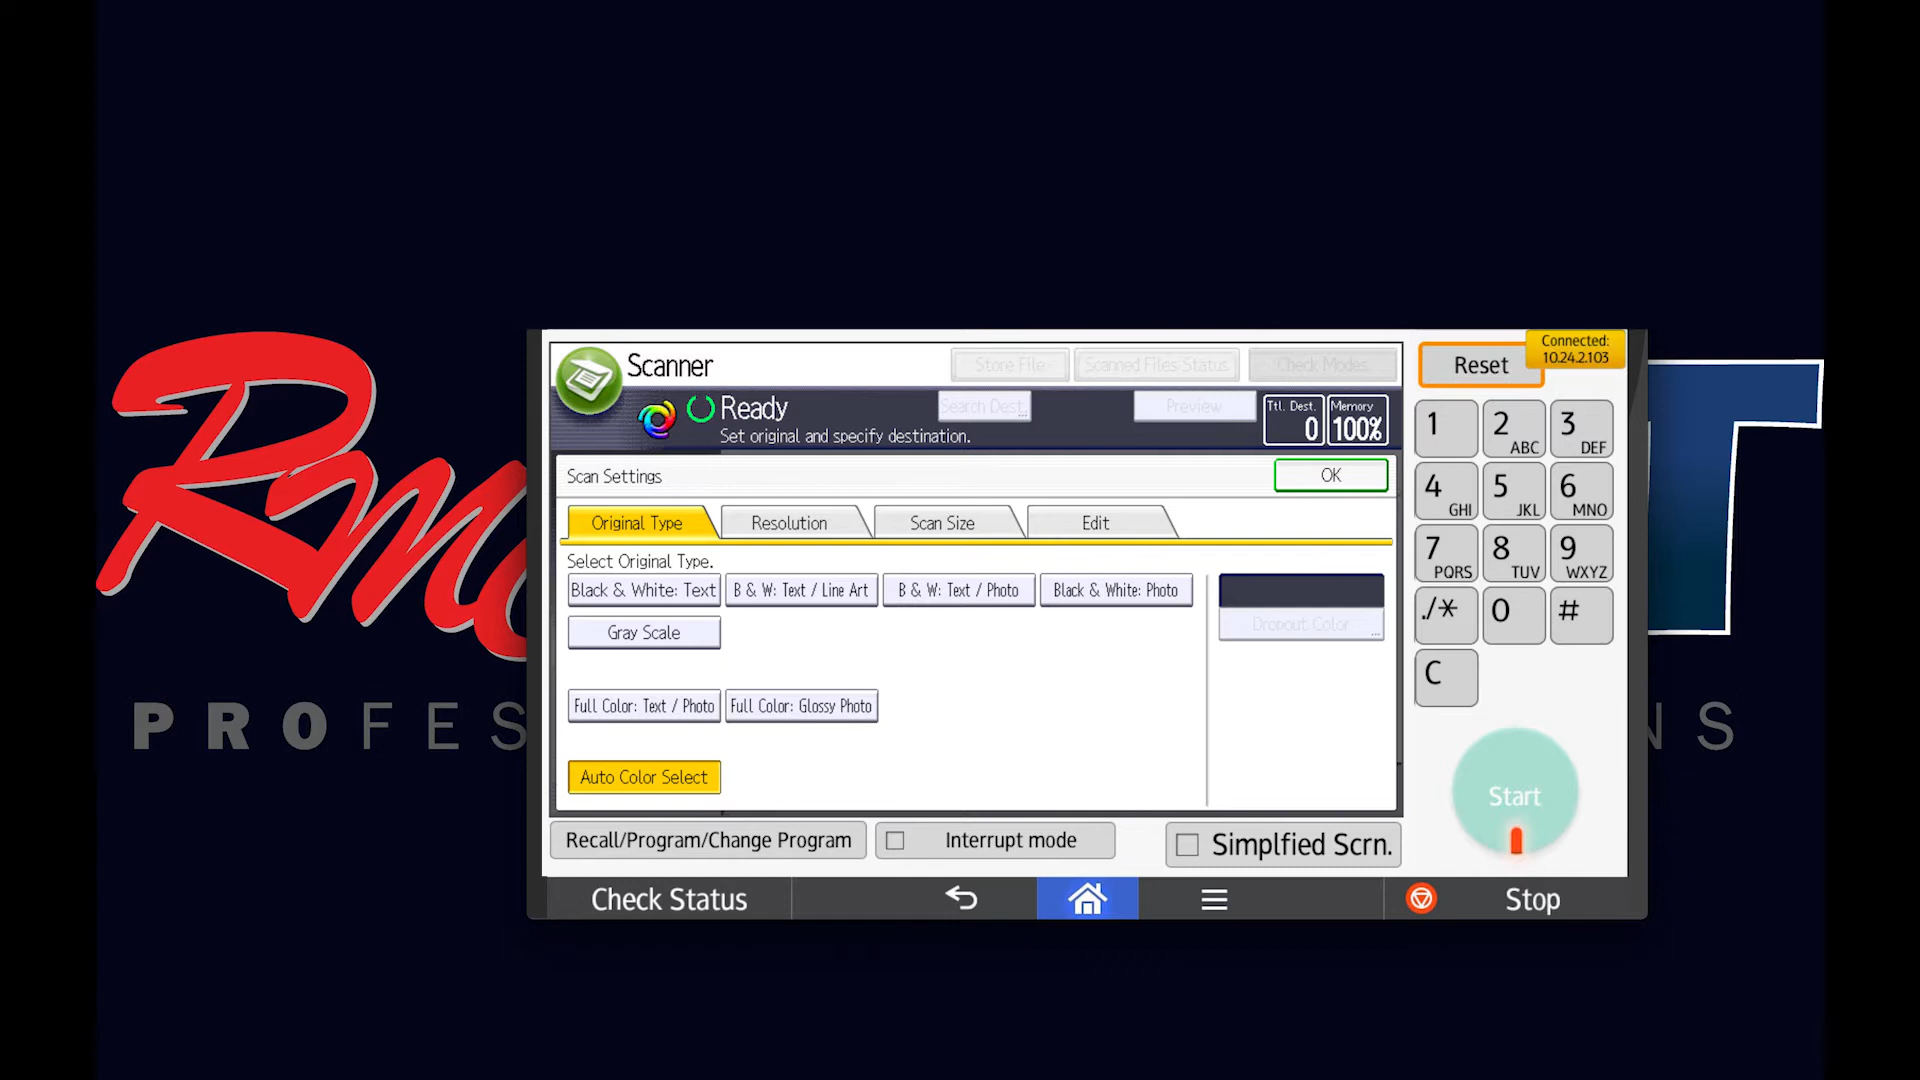 Scanner
Store File
Scanned Files Status
Check Modes
Reset
Connected:
10.24.2.103
Ready
Search Dest.
Preview
Ttl. Dest.
0
Memory
100%
Set original and specify destination.
Scan Settings
OK
Original Type
Resolution
Scan Size
Edit
Select Original Type.
Black & White: Text
B & W: Text / Line Art
B & W: Text / Photo
Black & White: Photo
Gray Scale
Dropout Color
Full Color: Text / Photo
Full Color: Glossy Photo
Auto Color Select
1
2 ABC
3 DEF
4 GHI
5 JKL
6 MNO
7 PQRS
8 TUV
9 WXYZ
./*
0
#
C
Start
Recall/Program/Change Program
Interrupt mode
Simplfied Scrn.
Check Status
Stop